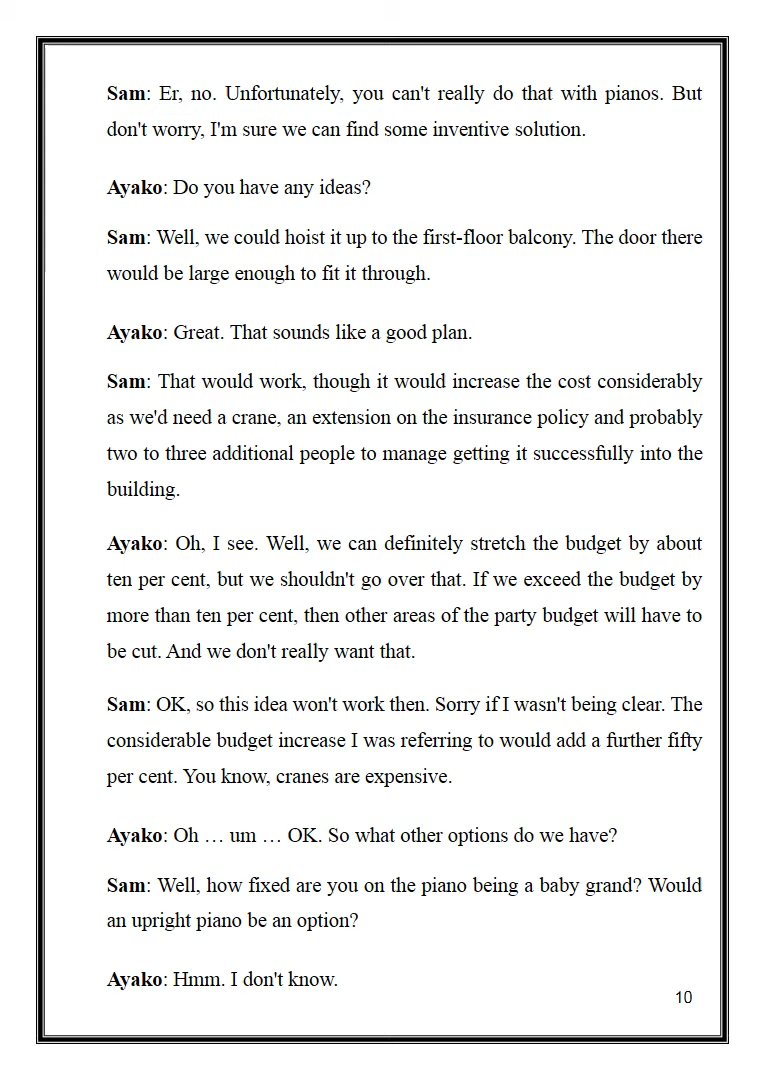 Sam: Er, no. Unfortunately, you can't really do that with pianos. But
don't worry, I'm sure we can find some inventive solution.
Ayako: Do you have any ideas?
Sam: Well, we could hoist it up to the first-floor balcony. The door there
would be large enough to fit it through.
Ayako: Great. That sounds like a good plan.
Sam: That would work, though it would increase the cost considerably
as we'd need a crane, an extension on the insurance policy and probably
two to three additional people to manage getting it successfully into the
building.
Ayako: Oh, I see. Well, we can definitely stretch the budget by about
ten per cent, but we shouldn't go over that. If we exceed the budget by
more than ten per cent, then other areas of the party budget will have to
be cut. And we don't really want that.
Sam: OK, so this idea won't work then. Sorry if I wasn't being clear. The
considerable budget increase I was referring to would add a further fifty
per cent. You know, cranes are expensive.
Ayako: Oh … um … OK. So what other options do we have?
Sam: Well, how fixed are you on the piano being a baby grand? Would
an upright piano be an option?
Ayako: Hmm. I don't know.
10